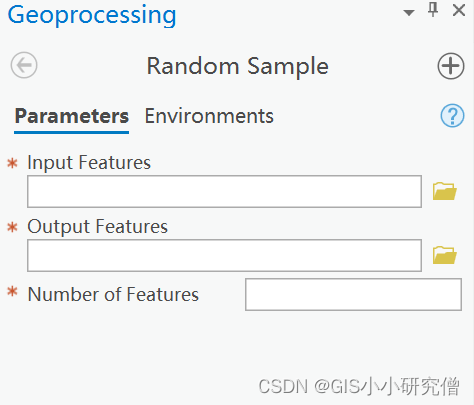 Geoprocessing
Random Sample
Parameters Environments
* Input Features
* Output Features
* Number of Features
CSDN @GIS小小研究僧